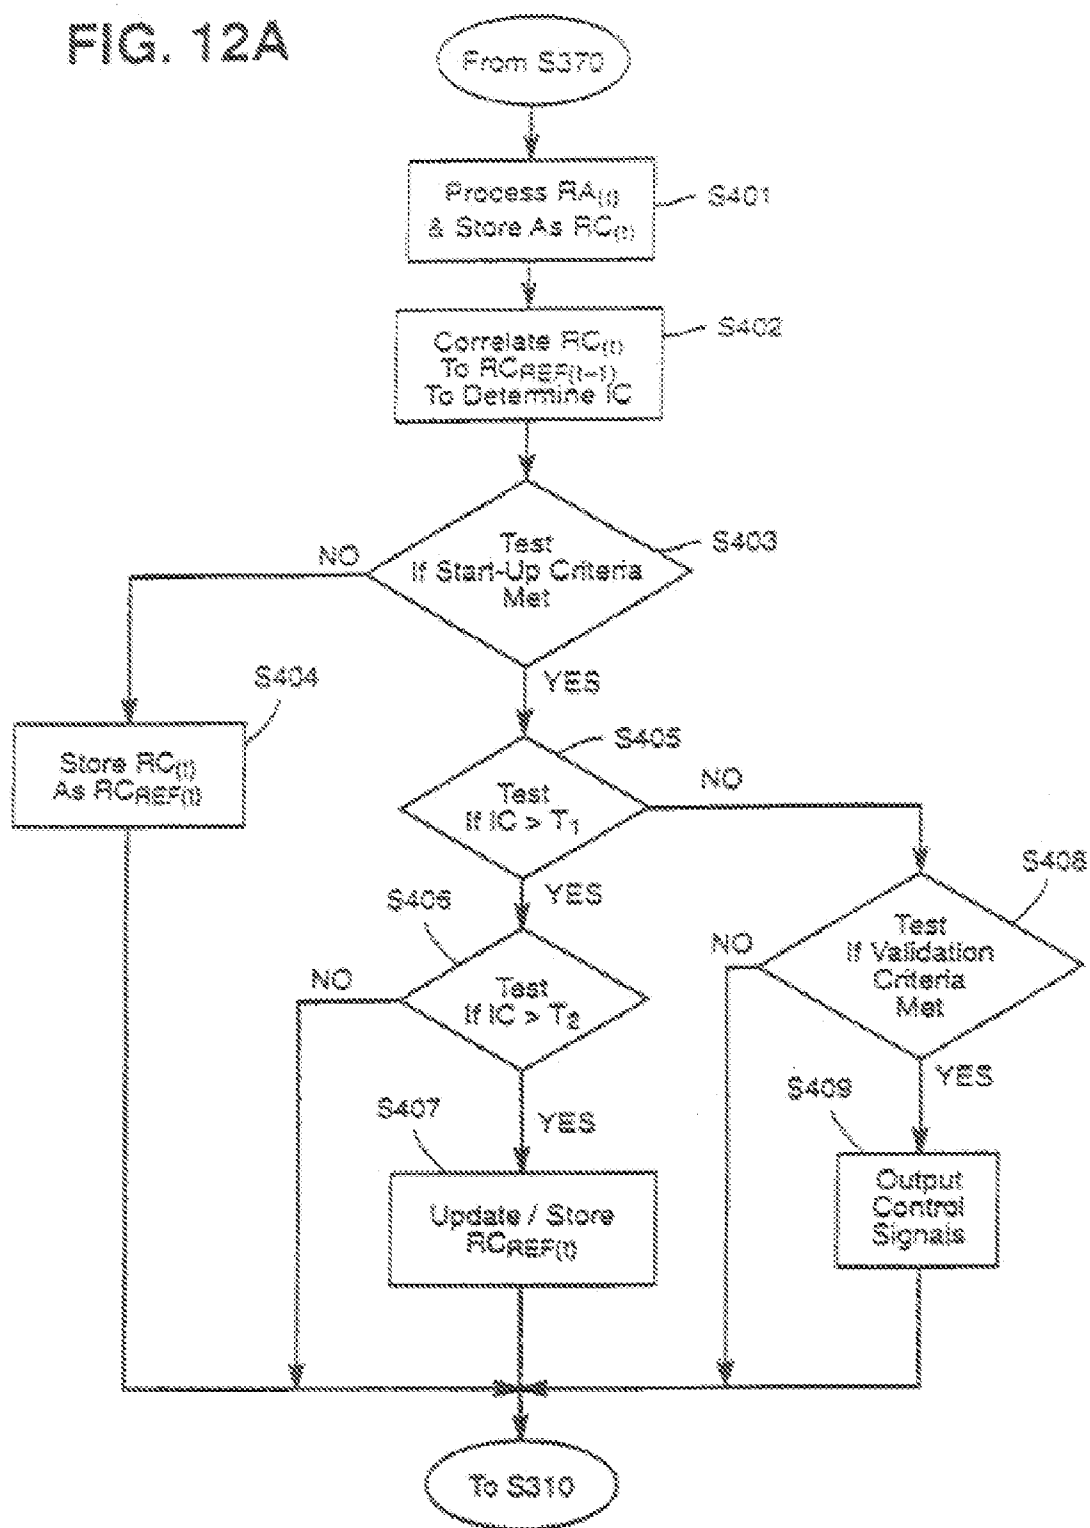 FIG. 12A
From S370
Process RA(t)
& Store As RC(t)
S401
Correlate RC(t)
To RCREF(t-1)
To Determine IC
S402
Test
If Start-Up Criteria
Met
S403
NO
YES
S404
Store RC(t)
As RCREF(t)
S405
Test
If IC > T1
NO
YES
S406
Test
If IC > T2
NO
YES
S408
Test
If Validation
Criteria
Met
NO
YES
S407
Update / Store
RCREF(t)
S409
Output
Control
Signals
To S310